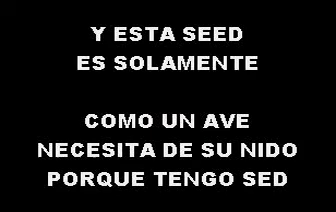 Y ESTA SEED
ES SOLAMENTE
COMO UN AVE
NECESITA DE SU NIDO
PORQUE TENGO SED